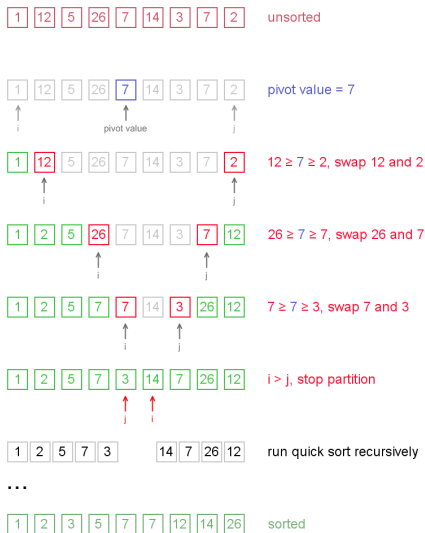 1 12 5 26 7 14 3 7 2 unsorted
1 12 5 26 7 14 3 7 2 pivot value = 7
i pivot value j
1 12 5 26 7 14 3 7 2 12 ≥ 7 ≥ 2, swap 12 and 2
i j
1 2 5 26 7 14 3 7 12 26 ≥ 7 ≥ 7, swap 26 and 7
i j
1 2 5 7 7 14 3 26 12 7 ≥ 7 ≥ 3, swap 7 and 3
i j
1 2 5 7 3 14 7 26 12 i > j, stop partition
j i
1 2 5 7 3 14 7 26 12 run quick sort recursively
...
1 2 3 5 7 7 12 14 26 sorted